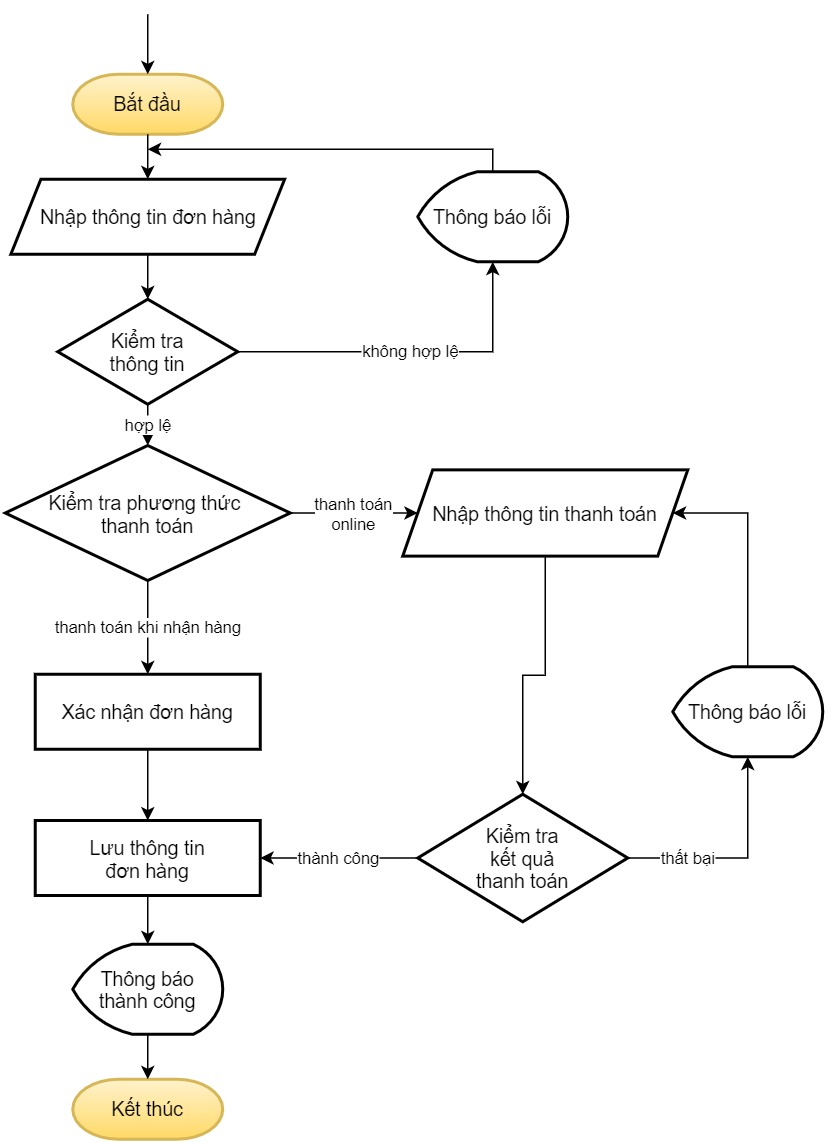 Bắt đầu
Nhập thông tin đơn hàng
Thông báo lỗi
Kiểm tra
thông tin
không hợp lệ
hợp lệ
Kiểm tra phương thức
thanh toán
thanh toán
online
Nhập thông tin thanh toán
thanh toán khi nhận hàng
Xác nhận đơn hàng
Thông báo lỗi
Lưu thông tin
đơn hàng
thành công
Kiểm tra
kết quả
thanh toán
thất bại
Thông báo
thành công
Kết thúc